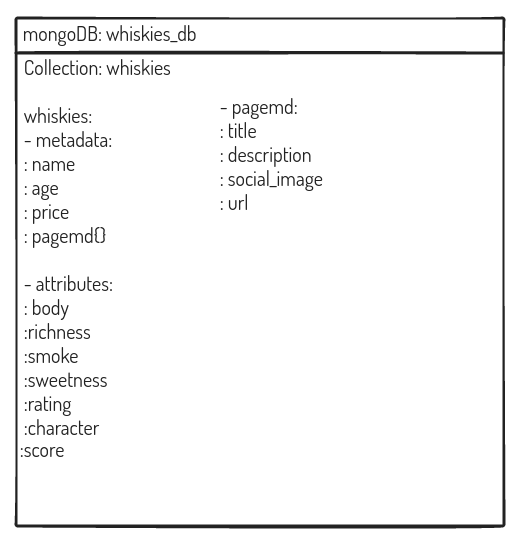 mongoDB: whiskies_db
Collection: whiskies
whiskies:
- metadata:
: name
: age
: price
: pagemd{}
- attributes:
: body
:richness
:smoke
:sweetness
:rating
:character
:score
- pagemd:
: title
: description
: social_image
: url